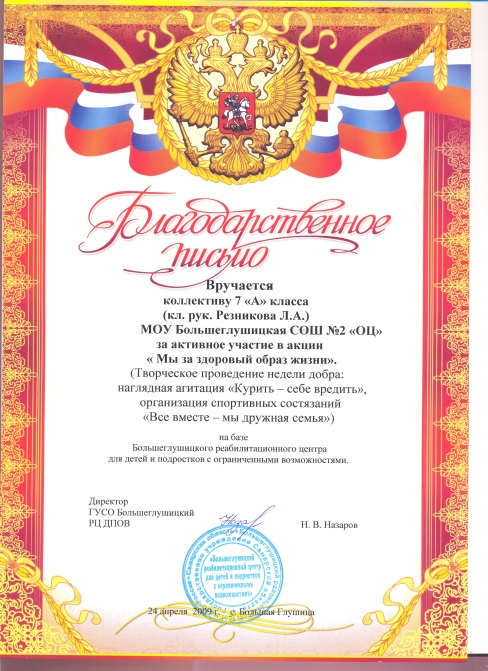 Благодарственное
письмо
Вручается
коллективу 7 «А» класса
(кл. рук. Резникова Л.А.)
МОУ Большеглушицкая СОШ №2 «ОЦ»
за активное участие в акции
« Мы за здоровый образ жизни».
(Творческое проведение недели добра:
наглядная агитация «Курить – себе вредить»,
организация спортивных состязаний
«Все вместе – мы дружная семья»)
на базе
Большеглушицкого реабилитационного центра
для детей и подростков с ограниченными возможностями.
Директор
ГУСО Большеглушицкий
РЦ ДПОВ
Н. В. Назаров
«Большеглушицкий
реабилитационный центр
для детей и подростков
с ограниченными
возможностями»
24 апреля 2009 г. с. Большая Глушица